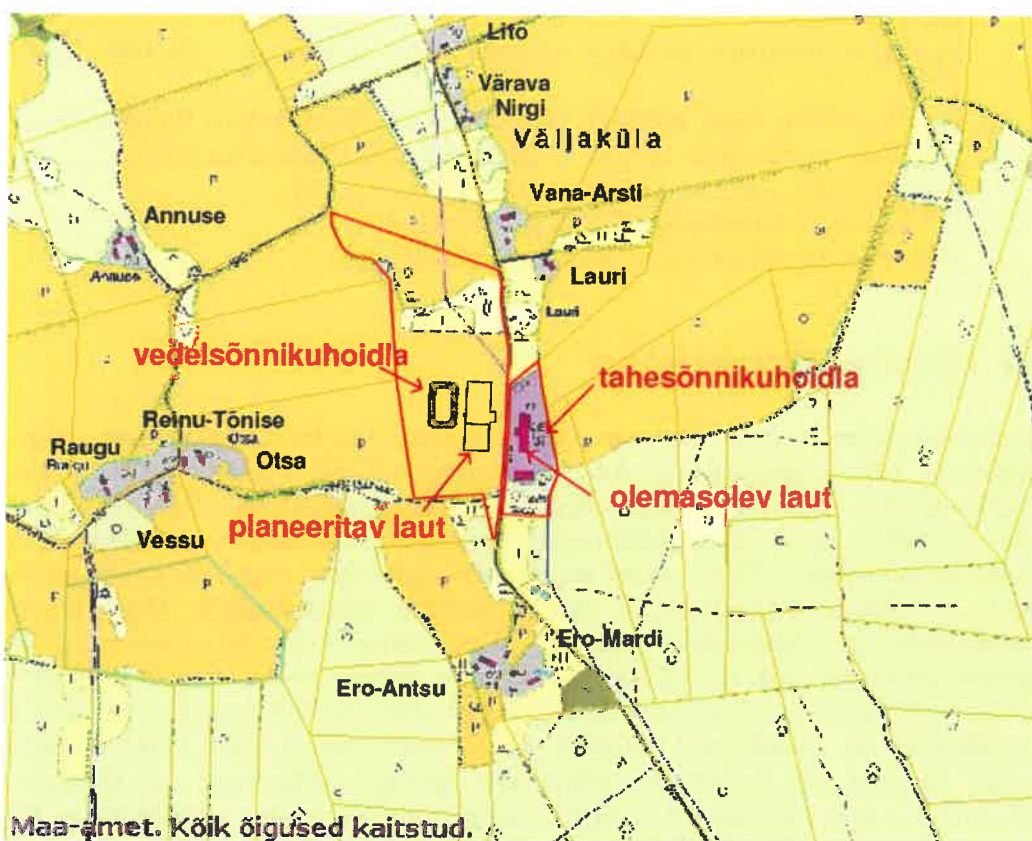 Lifo
Värava
Nirgi
Väljaküla
Vana-Arsti
Annuse
Annuse
Lauri
Lauri
vedelsõnnikuhoidla
tahesõnnikuhoidla
Reinu-Tõnise
Otsa
Raugu
Raugu
Otsa
olemasolev laut
planeeritav laut
Vessu
Ero-Mardi
Ero-Antsu
Maa-amet. Kõik õigused kaitstud.